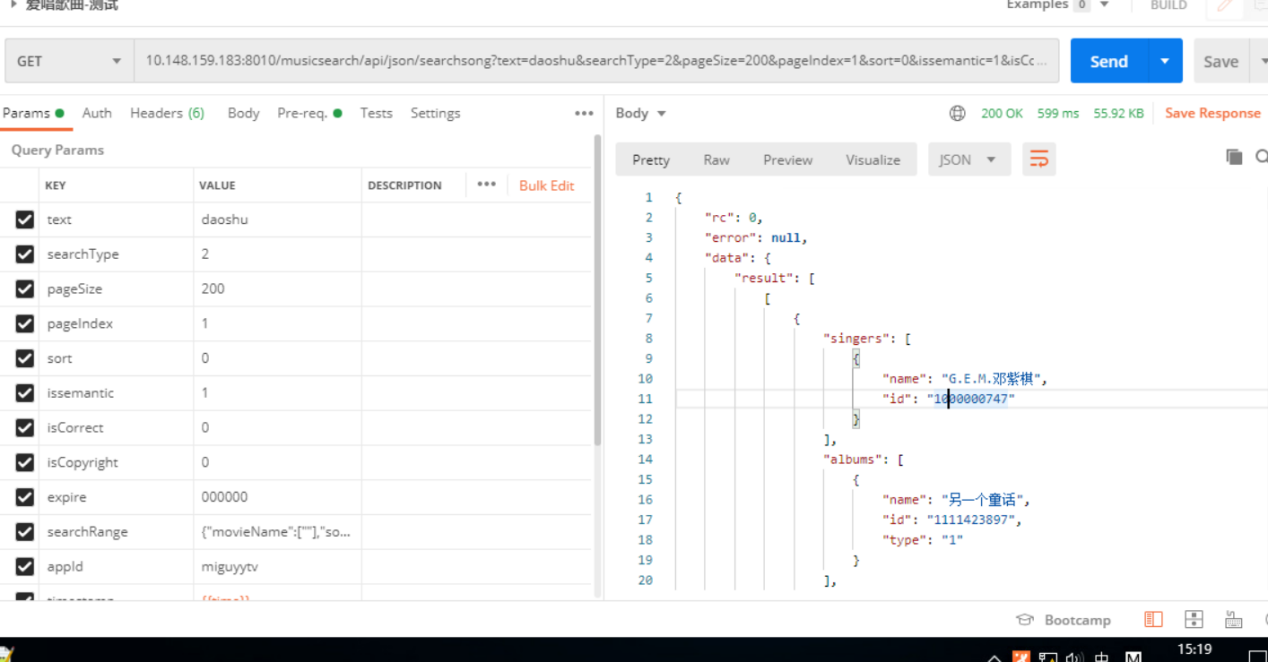 爱唱歌曲-测试
Examples 0
BUILD
GET
10.148.159.183:8010/musicsearch/api/json/searchsong?text=daoshu&searchType=2&pageSize=200&pageIndex=1&sort=0&issemantic=1&isCc...
Send
Save
Params
Auth
Headers (6)
Body
Pre-req.
Tests
Settings
Body
200 OK
599 ms
55.92 KB
Save Response
Query Params
Pretty
Raw
Preview
Visualize
JSON
KEY
VALUE
DESCRIPTION
Bulk Edit
text
daoshu
searchType
2
pageSize
200
pageIndex
1
sort
0
issemantic
1
isCorrect
0
isCopyright
0
expire
000000
searchRange
{"movieName":[""],"so...
appId
miguyytv
timestamp
{{time}}
1 {
2 "rc": 0,
3 "error": null,
4 "data": {
5 "result": [
6 [
7 {
8 "singers": [
9 {
10 "name": "G.E.M.邓紫棋",
11 "id": "1000000747"
12 }
13 ],
14 "albums": [
15 {
16 "name": "另一个童话",
17 "id": "1111423897",
18 "type": "1"
19 }
20 ],
Bootcamp
中
M
15:19